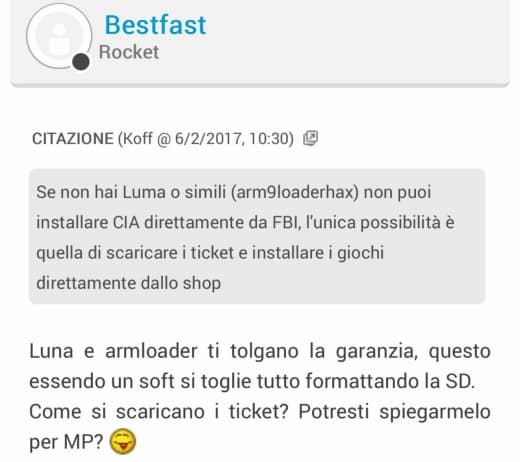 Bestfast
Rocket
CITAZIONE (Koff @ 6/2/2017, 10:30)
Se non hai Luma o simili (arm9loaderhax) non puoi
installare CIA direttamente da FBI, l'unica possibilità è
quella di scaricare i ticket e installare i giochi
direttamente dallo shop
Luna e armloader ti tolgano la garanzia, questo
essendo un soft si toglie tutto formattando la SD.
Come si scaricano i ticket? Potresti spiegarmelo
per MP?